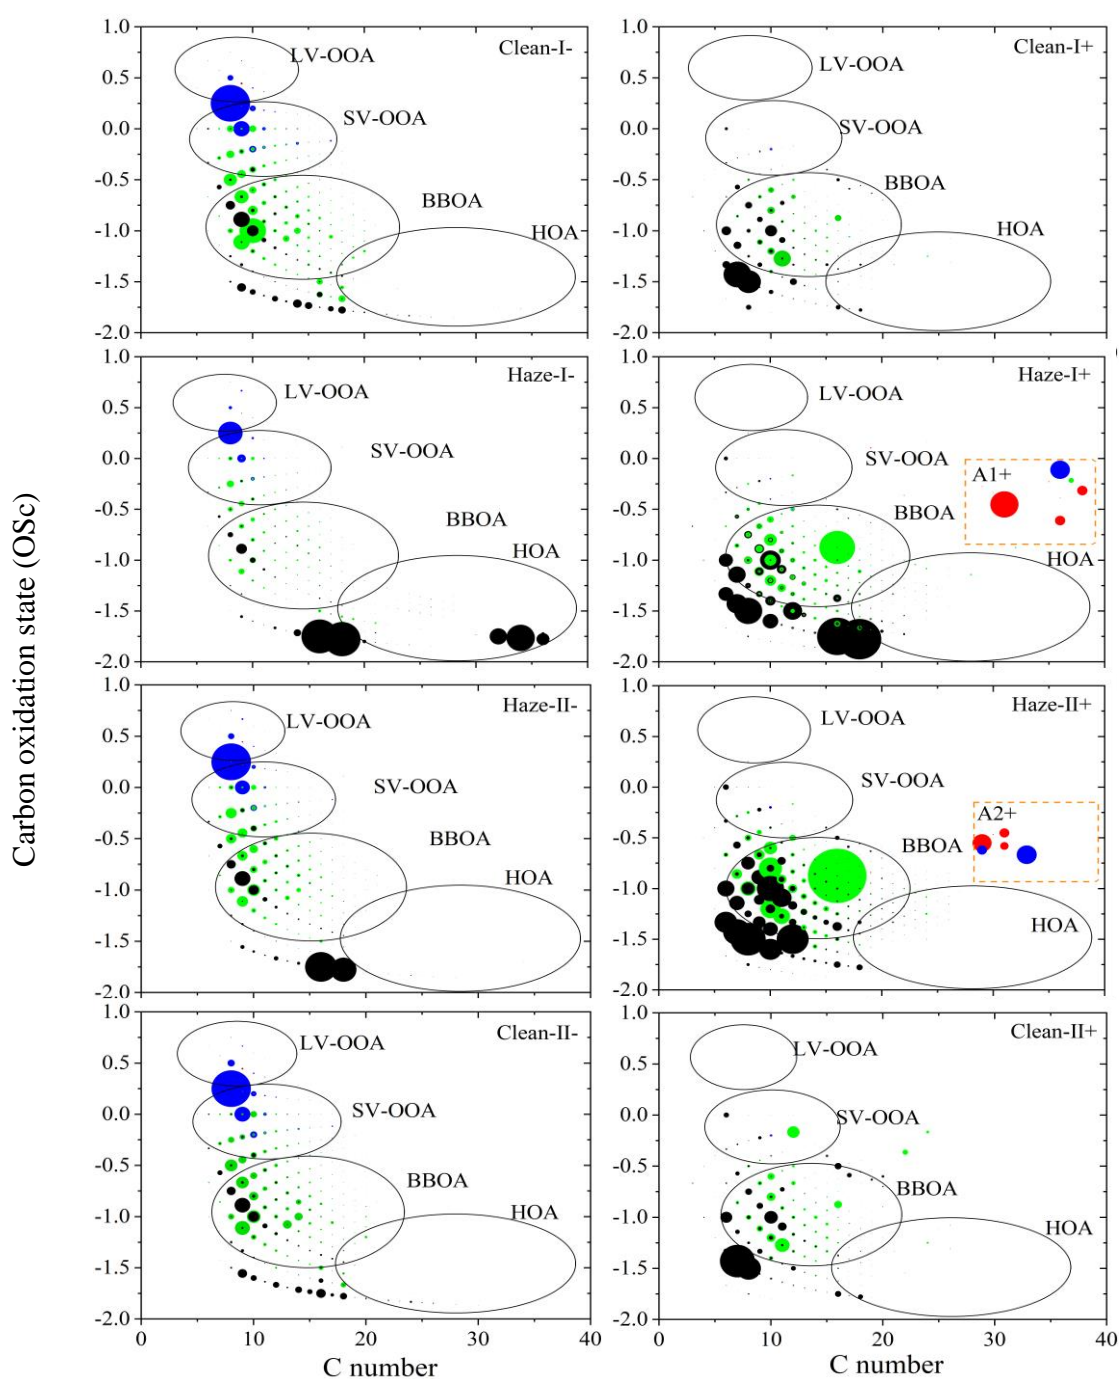 Carbon oxidation state (OSc)
1.0
0.5
0.0
-0.5
-1.0
-1.5
-2.0
Clean-I-
LV-OOA
SV-OOA
BBOA
HOA
1.0
0.5
0.0
-0.5
-1.0
-1.5
-2.0
Clean-I+
LV-OOA
SV-OOA
BBOA
HOA
1.0
0.5
0.0
-0.5
-1.0
-1.5
-2.0
Haze-I-
LV-OOA
SV-OOA
BBOA
HOA
1.0
0.5
0.0
-0.5
-1.0
-1.5
-2.0
Haze-I+
LV-OOA
SV-OOA
A1+
BBOA
HOA
1.0
0.5
0.0
-0.5
-1.0
-1.5
-2.0
Haze-II-
LV-OOA
SV-OOA
BBOA
HOA
1.0
0.5
0.0
-0.5
-1.0
-1.5
-2.0
Haze-II+
LV-OOA
SV-OOA
A2+
BBOA
HOA
1.0
0.5
0.0
-0.5
-1.0
-1.5
-2.0
Clean-II-
LV-OOA
SV-OOA
BBOA
HOA
0 10 20 30 40
C number
1.0
0.5
0.0
-0.5
-1.0
-1.5
-2.0
Clean-II+
LV-OOA
SV-OOA
BBOA
HOA
0 10 20 30 40
C number